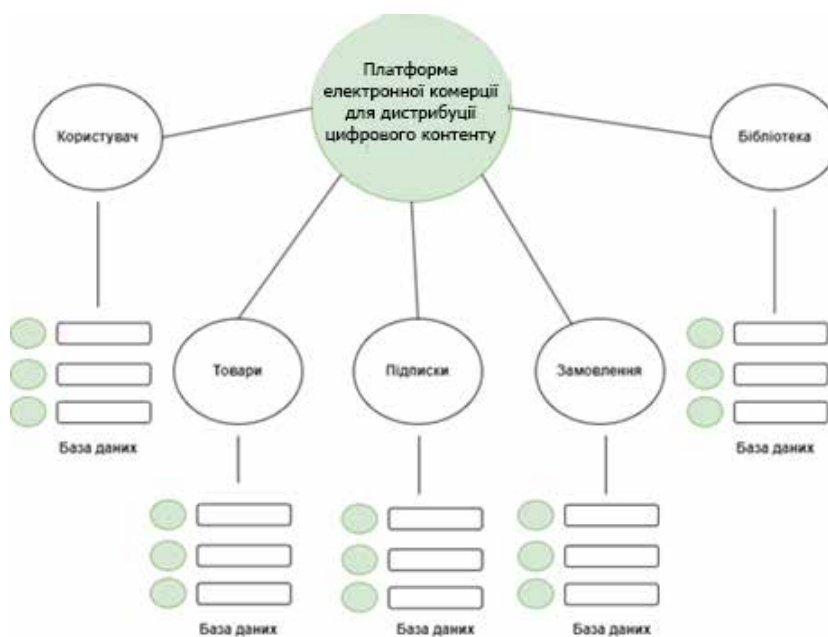 Платформа
електронної комерції
для дистрибуції
цифрового контенту
Користувач
Бібліотека
Товари
Підписки
Замовлення
База даних
База даних
База даних
База даних
База даних